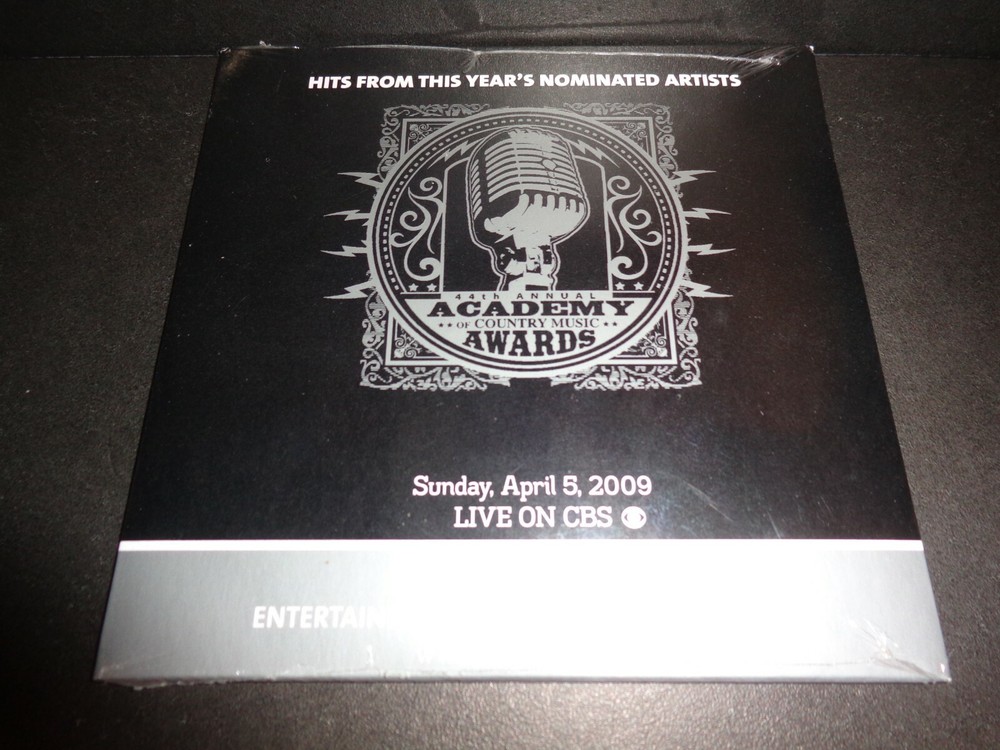 HITS FROM THIS YEAR'S NOMINATED ARTISTS
44th ANNUAL
ACADEMY
OF COUNTRY MUSIC
AWARDS
Sunday, April 5, 2009
LIVE ON CBS